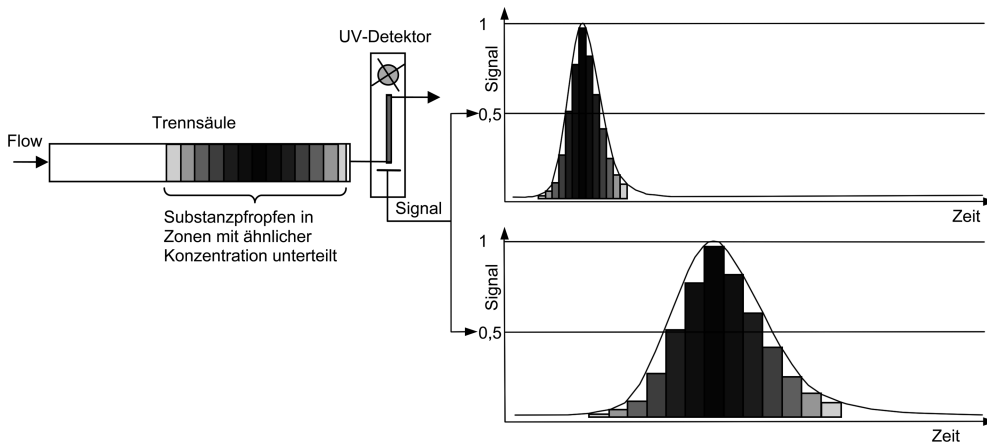 UV-Detektor
Trennsäule
Flow
Signal
Substanzpfropfen in
Zonen mit ähnlicher
Konzentration unterteilt
1
Signal
0,5
Zeit
1
Signal
0,5
Zeit